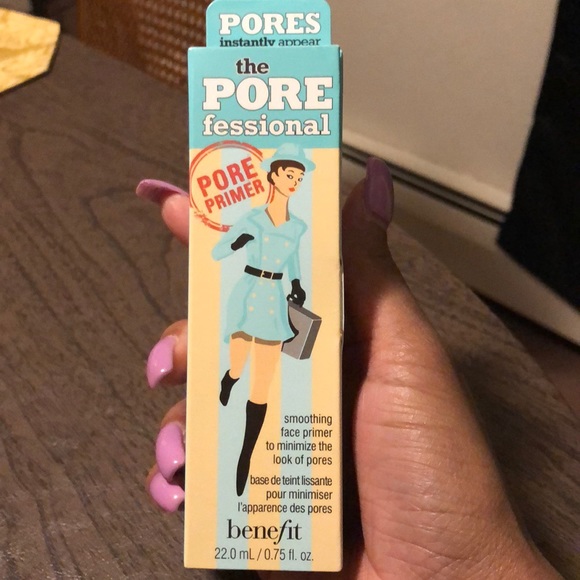 PORES
instantly appear
the
PORE
fessional
PORE
PRIMER
smoothing
face primer
to minimize the
look of pores
base de teint lissante
pour minimiser
l'apparence des pores
benefit
22.0 mL / 0.75 fl. oz.